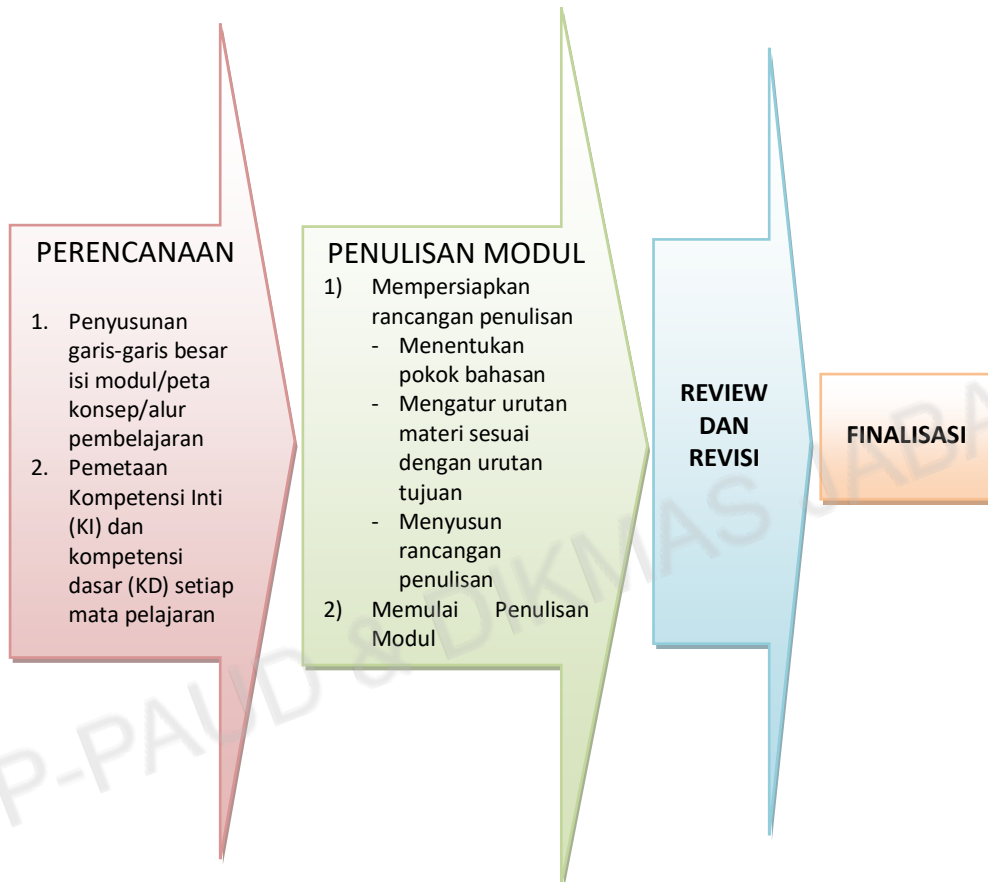 PERENCANAAN
1. Penyusunan
garis-garis besar
isi modul/peta
konsep/alur
pembelajaran
2. Pemetaan
Kompetensi Inti
(KI) dan
kompetensi
dasar (KD) setiap
mata pelajaran
PENULISAN MODUL
1) Mempersiapkan
rancangan penulisan
- Menentukan
pokok bahasan
- Mengatur urutan
materi sesuai
dengan urutan
tujuan
- Menyusun
rancangan
penulisan
2) Memulai Penulisan
Modul
REVIEW
DAN
REVISI
FINALISASI
P-PAUD & DIKMAS JABA